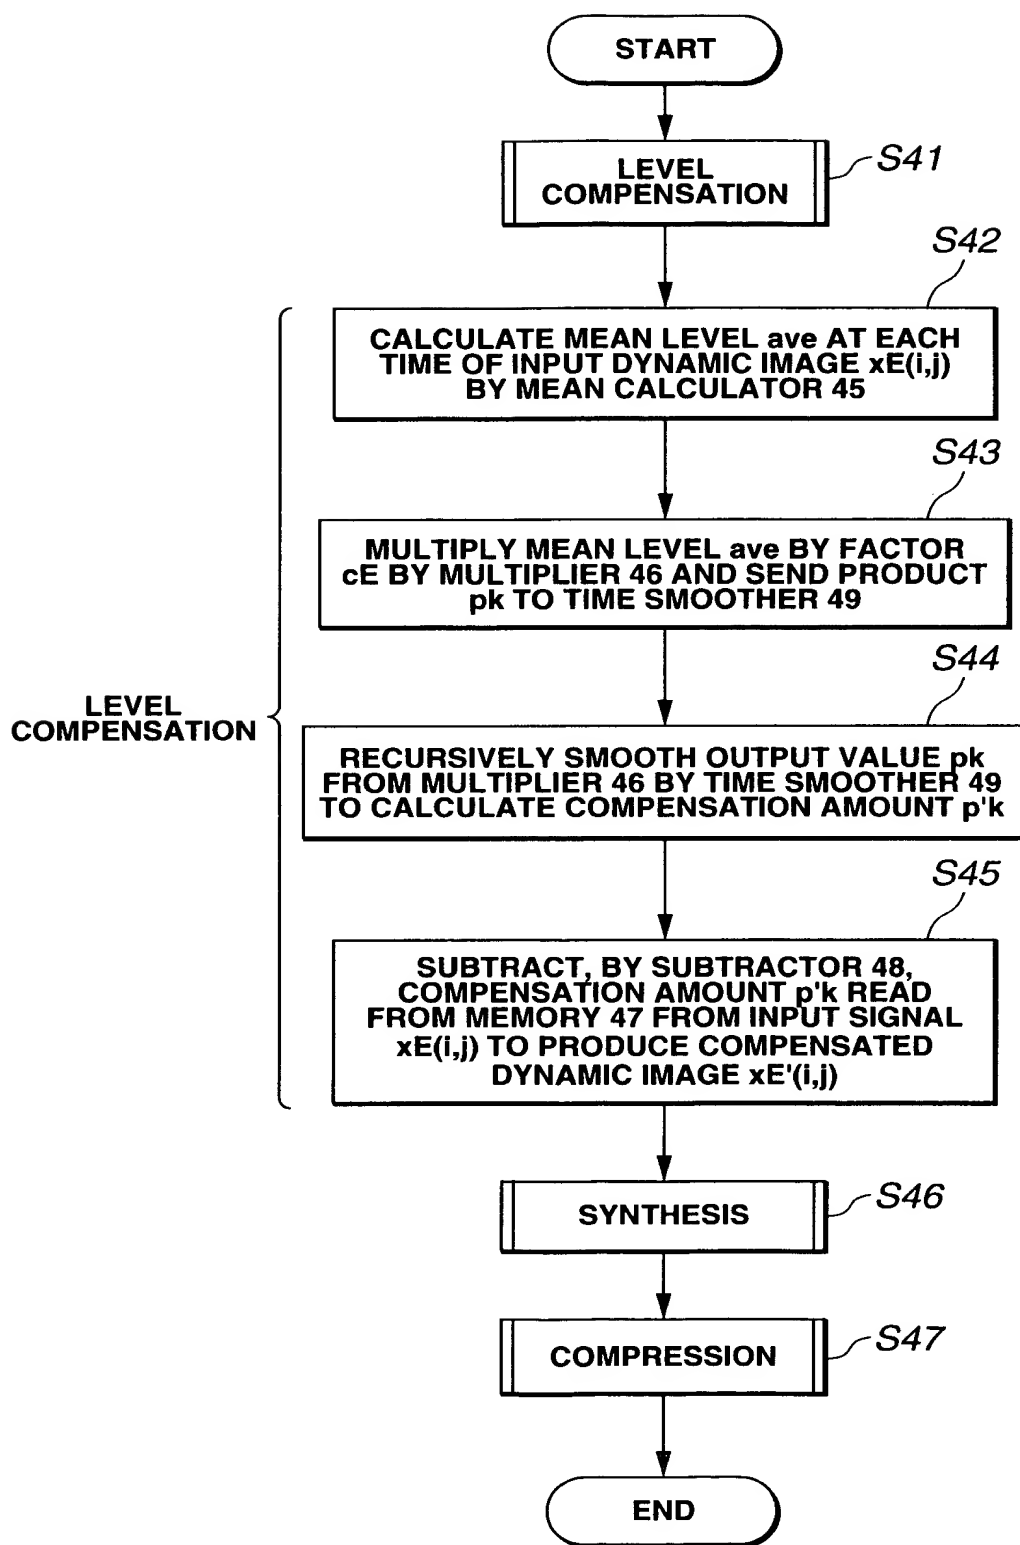 START
LEVEL
COMPENSATION
S41
S42
CALCULATE MEAN LEVEL ave AT EACH
TIME OF INPUT DYNAMIC IMAGE xE(i,j)
BY MEAN CALCULATOR 45
S43
MULTIPLY MEAN LEVEL ave BY FACTOR
cE BY MULTIPLIER 46 AND SEND PRODUCT
pk TO TIME SMOOTHER 49
S44
LEVEL
COMPENSATION
RECURSIVELY SMOOTH OUTPUT VALUE pk
FROM MULTIPLIER 46 BY TIME SMOOTHER 49
TO CALCULATE COMPENSATION AMOUNT p'k
S45
SUBTRACT, BY SUBTRACTOR 48,
COMPENSATION AMOUNT p'k READ
FROM MEMORY 47 FROM INPUT SIGNAL
xE(i,j) TO PRODUCE COMPENSATED
DYNAMIC IMAGE xE'(i,j)
SYNTHESIS
S46
COMPRESSION
S47
END